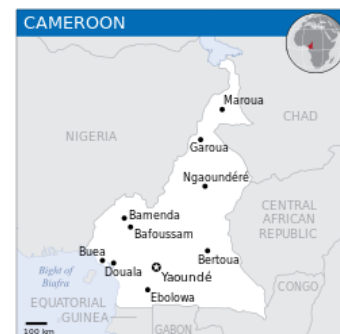 CAMEROON
Maroua
CHAD
NIGERIA
Garoua
Ngaoundéré
CENTRAL
AFRICAN
REPUBLIC
Bamenda
Bafoussam
Buea
Bertoua
Bight of
Biafra
Douala
Yaoundé
CONGO
Ebolowa
EQUATORIAL
GUINEA
GABON
100 km